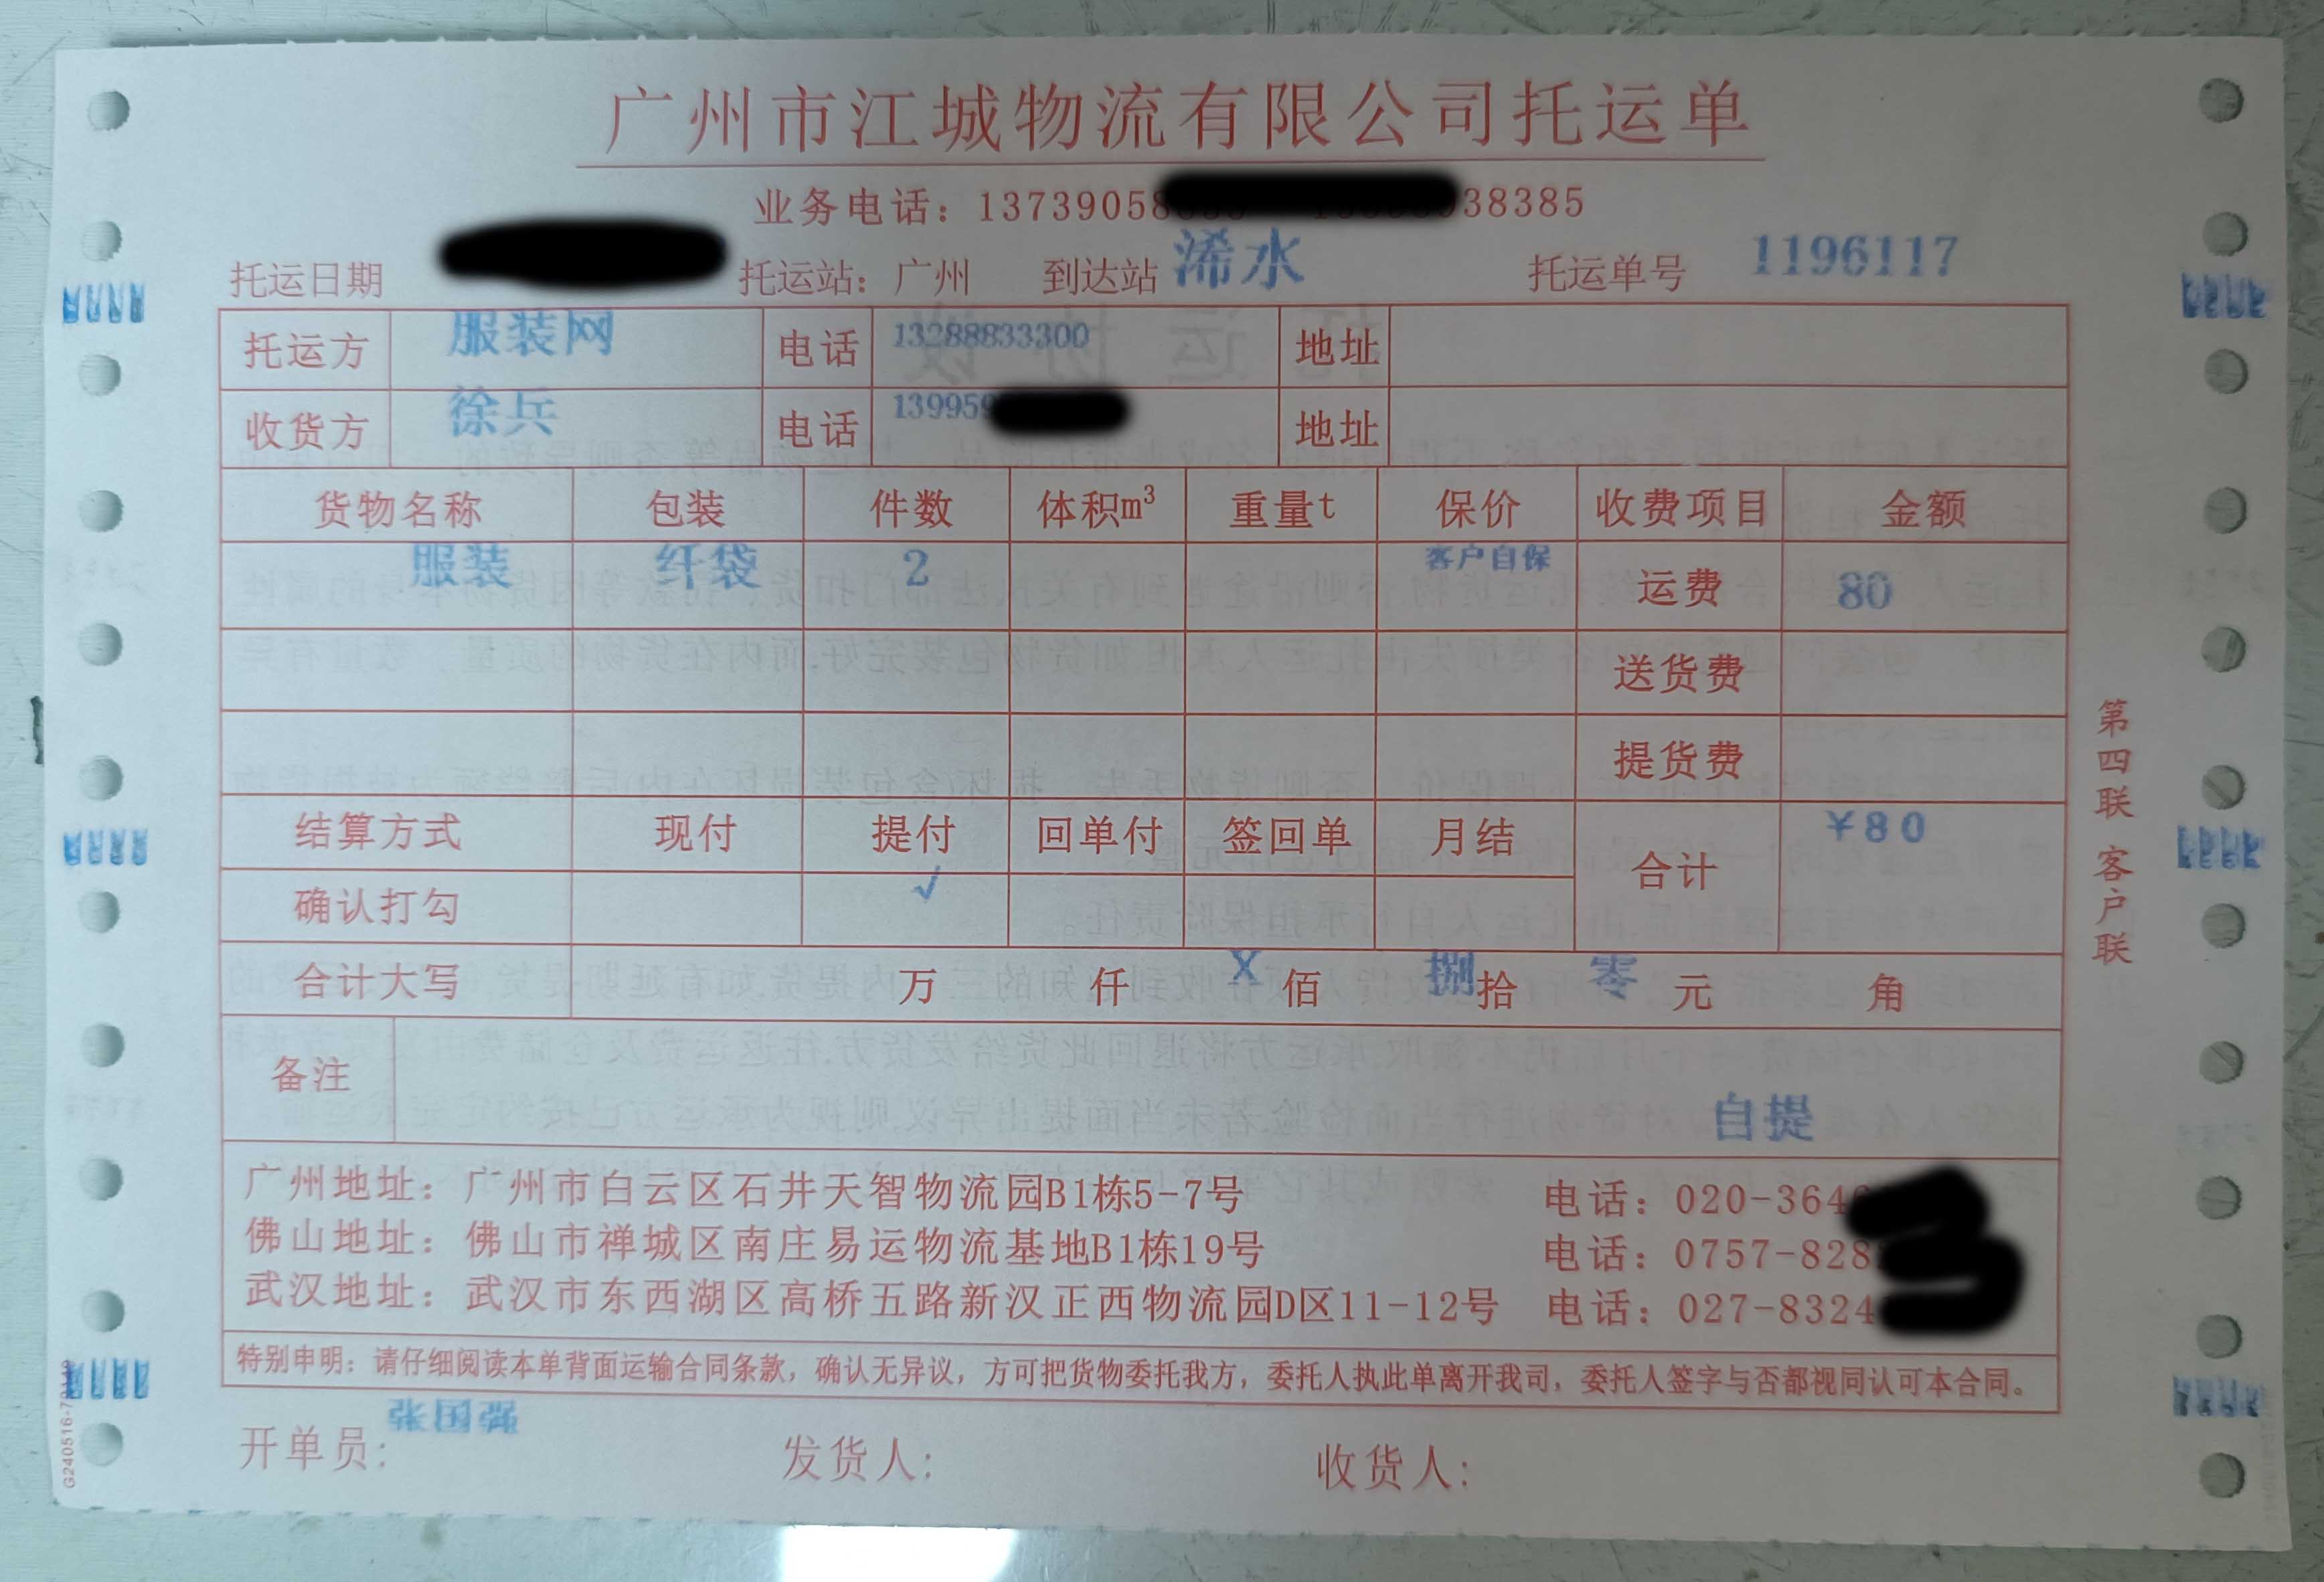 广州市江城物流有限公司托运单
业务电话：13739058 38385
托运日期 托运站：广州 到达站 浠水 托运单号 1196117
托运方 服装网 电话 13288833300 地址
收货方 徐兵 电话 139959 地址
货物名称 包装 件数 体积m³ 重量t 保价 收费项目 金额
服装 纤袋 2 客户自保 运费 80
送货费
提货费
结算方式 现付 提付 回单付 签回单 月结 合计 ¥80
确认打勾 √
合计大写 万 仟 X佰 捌拾 零元 角
备注 自提
广州地址：广州市白云区石井天智物流园B1栋5-7号 电话：020-364
佛山地址：佛山市禅城区南庄易运物流基地B1栋19号 电话：0757-828
武汉地址：武汉市东西湖区高桥五路新汉正西物流园D区11-12号 电话：027-8324
特别申明：请仔细阅读本单背面运输合同条款，确认无异议，方可把货物委托我方，委托人执此单离开我司，委托人签字与否都视同认可本合同。
开单员： 发货人： 收货人：
第四联 客户联